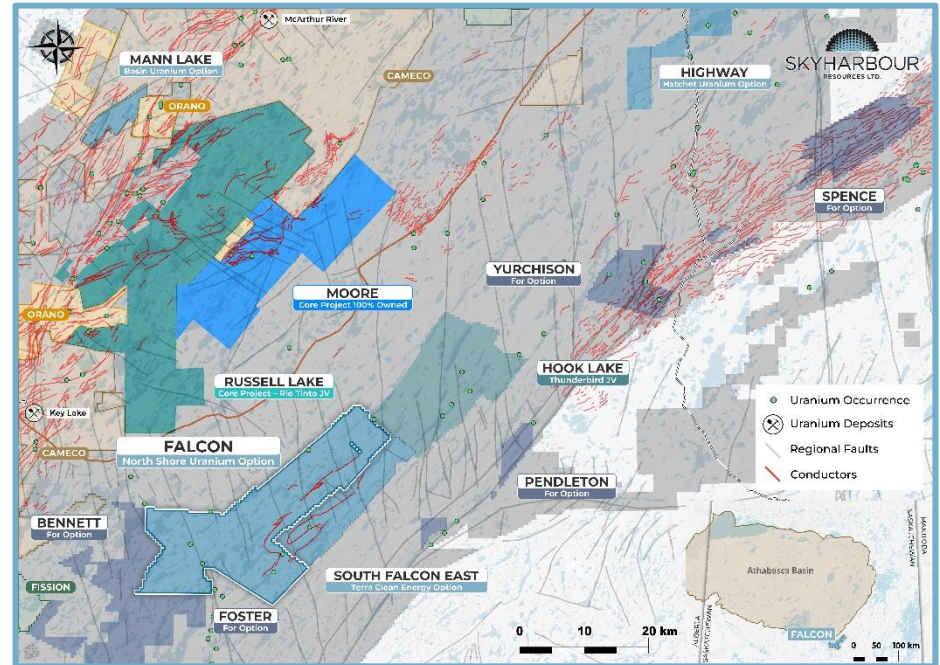 McArthur River
MANN LAKE
Basin Uranium Option
ORANO
CAMECO
HIGHWAY
Hatchet Uranium Option
SKYHARBOUR
RESOURCES LTD.
SPENCE
For Option
YURCHISON
For Option
MOORE
Core Project 100% Owned
ORANO
RUSSELL LAKE
Core Project – Rio Tinto JV
HOOK LAKE
Thunderbird JV
Key Lake
CAMECO
FALCON
North Shore Uranium Option
PENDLETON
For Option
BENNETT
For Option
FISSION
SOUTH FALCON EAST
Terra Clean Energy Option
FOSTER
For Option
Uranium Occurrence
Uranium Deposits
Regional Faults
Conductors
0 10 20 km
Athabasca Basin
SASKATCHEWAN
MANITOBA
ALBERTA
SASKATCHEWAN
FALCON
0 50 100 km